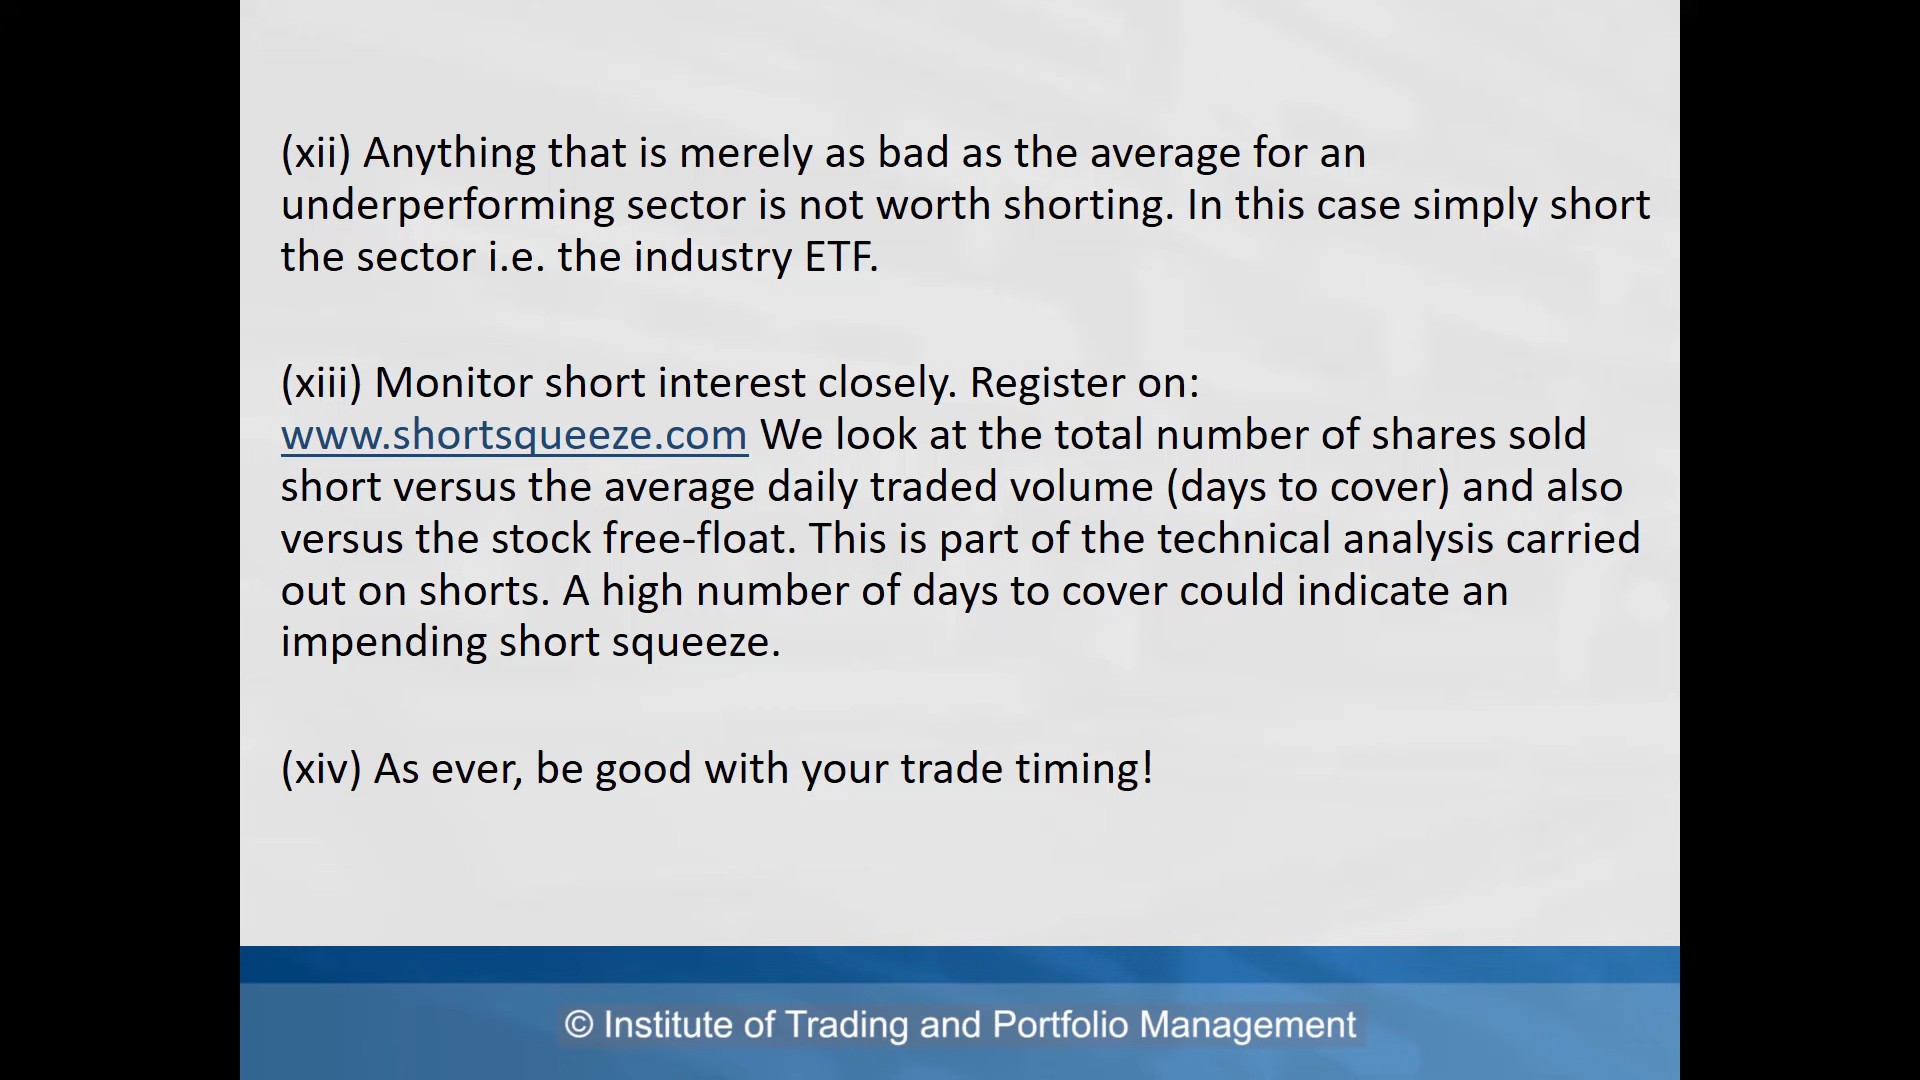 (xii) Anything that is merely as bad as the average for an
underperforming sector is not worth shorting. In this case simply short
the sector i.e. the industry ETF.
(xiii) Monitor short interest closely. Register on:
www.shortsqueeze.com We look at the total number of shares sold
short versus the average daily traded volume (days to cover) and also
versus the stock free-float. This is part of the technical analysis carried
out on shorts. A high number of days to cover could indicate an
impending short squeeze.
(xiv) As ever, be good with your trade timing!
© Institute of Trading and Portfolio Management